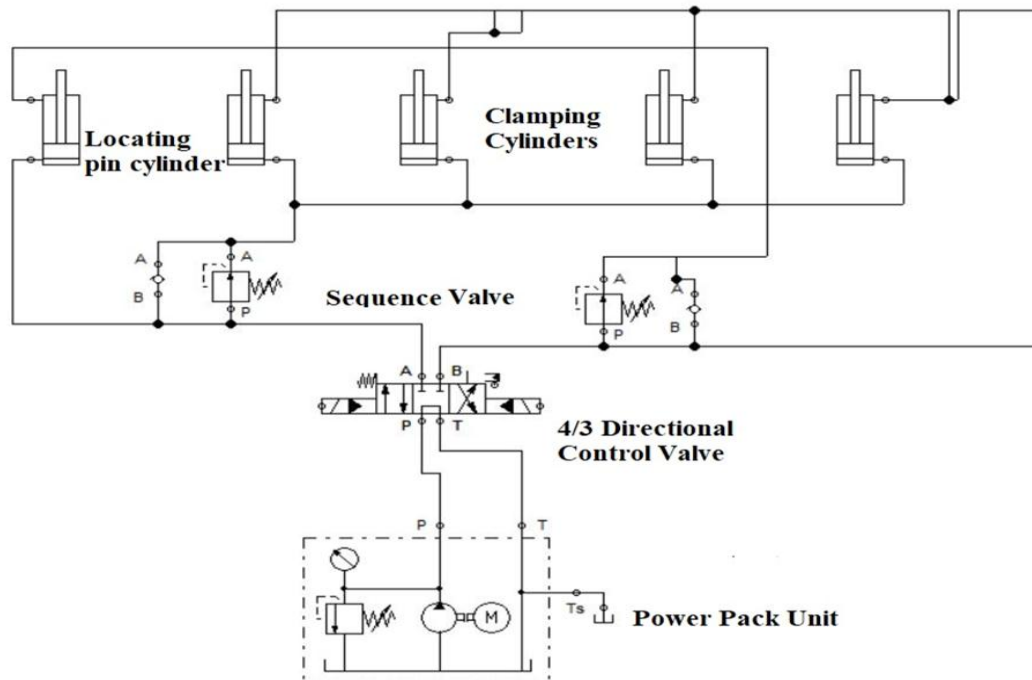 Locating
pin cylinder
Clamping
Cylinders
A
A
B
P
Sequence Valve
A
A
P
B
A
B
P
T
4/3 Directional
Control Valve
P
T
M
Ts
Power Pack Unit